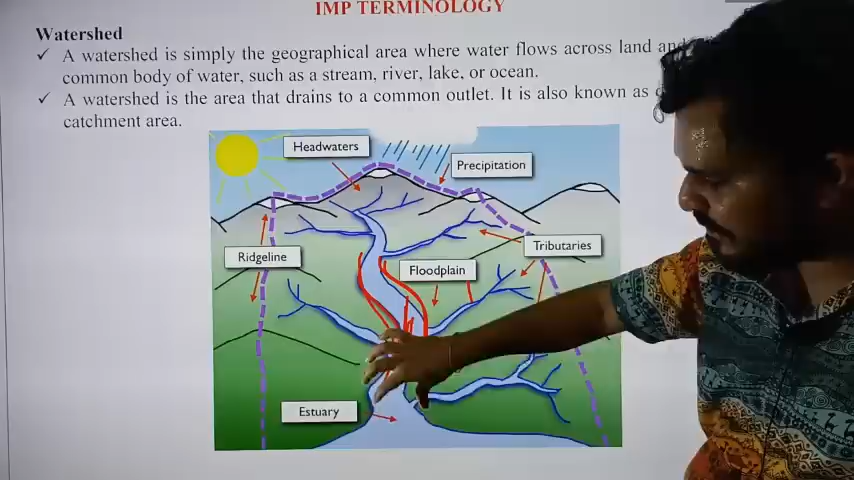 IMP TERMINOLOGY
Watershed
✓ A watershed is simply the geographical area where water flows across land and
common body of water, such as a stream, river, lake, or ocean.
✓ A watershed is the area that drains to a common outlet. It is also known as
catchment area.
Headwaters
Precipitation
Ridgeline
Floodplain
Tributaries
Estuary